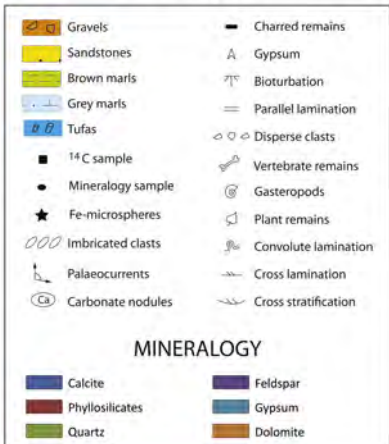 Gravels
Sandstones
Brown marls
Grey marls
Tufas
14C sample
Mineralogy sample
Fe-microspheres
Imbricated clasts
Palaeocurrents
Ca Carbonate nodules
Charred remains
Gypsum
Bioturbation
Parallel lamination
Disperse clasts
Vertebrate remains
Gasteropods
Plant remains
Convolute lamination
Cross lamination
Cross stratification
MINERALOGY
Calcite
Phyllosilicates
Quartz
Feldspar
Gypsum
Dolomite